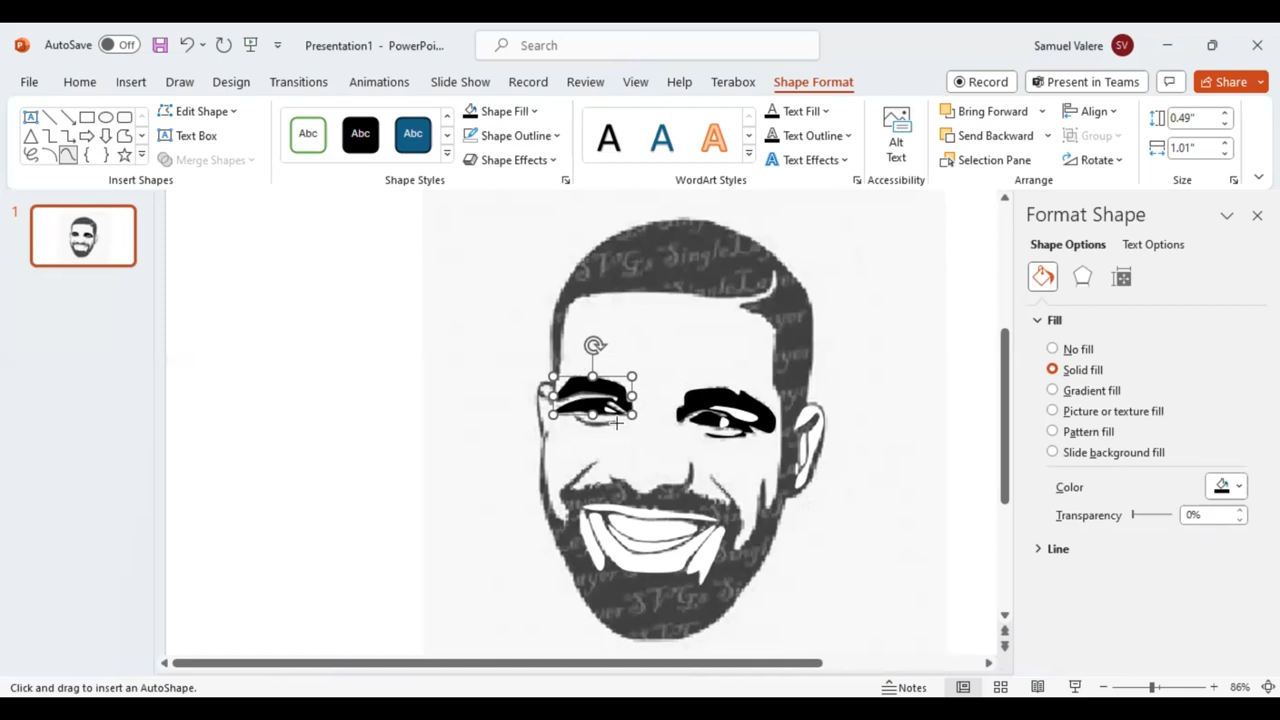 AutoSave Off Presentation1 - PowerPoi... Search Samuel Valere SV
File Home Insert Draw Design Transitions Animations Slide Show Record Review View Help Terabox Shape Format Record Present in Teams Share
Edit Shape Abc Abc Abc Shape Fill A A A Text Fill Alt Text Bring Forward Align 0.49"
Text Box Shape Outline Text Outline Send Backward Group 1.01"
Merge Shapes Shape Effects Text Effects Selection Pane Rotate
Insert Shapes Shape Styles WordArt Styles Accessibility Arrange Size
1
SVGs SingleLayer
SingleLayer
SVGs
Format Shape
Shape Options Text Options
Fill
No fill
Solid fill
Gradient fill
Picture or texture fill
Pattern fill
Slide background fill
Color
Transparency 0%
Line
Click and drag to insert an AutoShape. Notes 86%